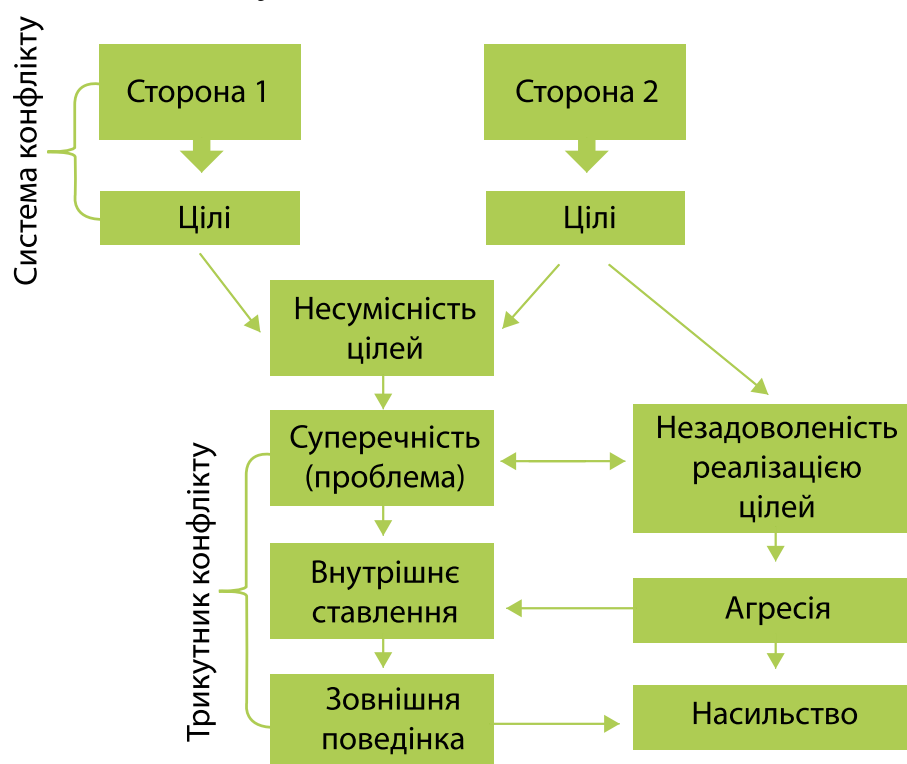 Система конфлікту
Сторона 1
Сторона 2
Цілі
Цілі
Несумісність
цілей
Трикутник конфлікту
Суперечність
(проблема)
Незадоволеність
реалізацією
цілей
Внутрішнє
ставлення
Агресія
Зовнішня
поведінка
Насильство